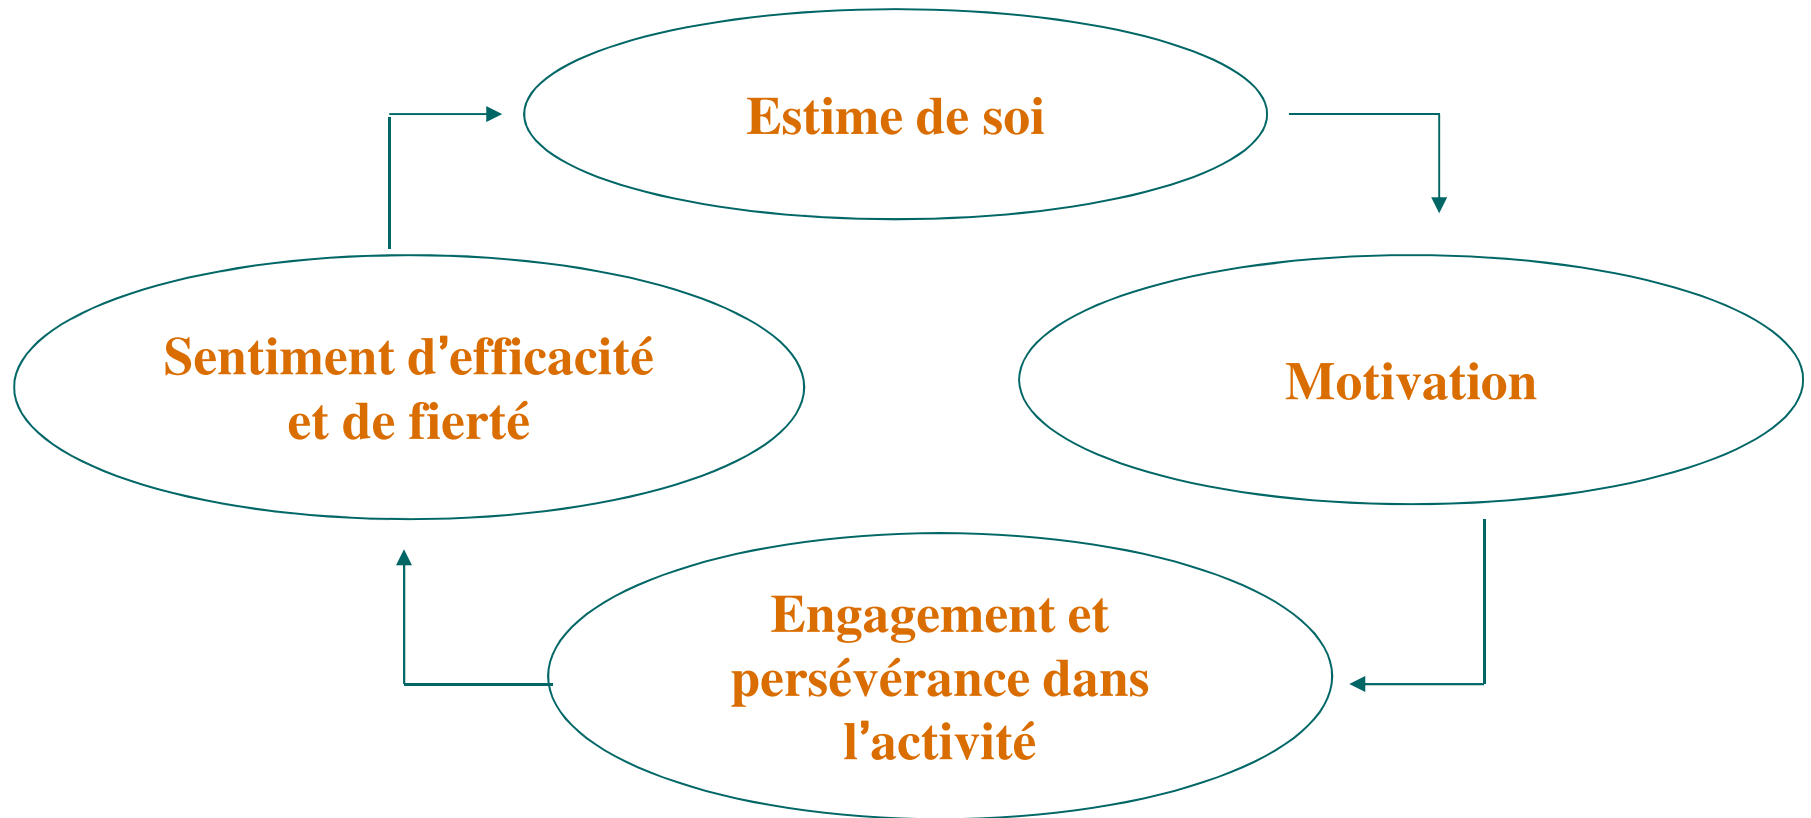 Estime de soi
Sentiment d’efficacité
et de fierté
Motivation
Engagement et
persévérance dans
l’activité